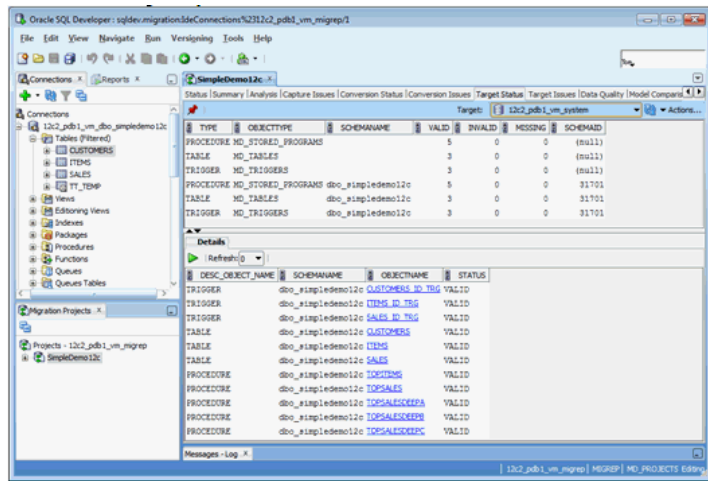 Oracle SQL Developer : sqldev.migration:IdeConnections%2312c2_pdb1_vm_migrep/1
File Edit View Navigate Run Versigning Tools Help
Connections Reports
SimpleDemo12c
Status Summary Analysis Capture Issues Conversion Status Conversion Issues Target Status Target Issues Data Quality Model Comparis
Target: 12c2_pdb1_vm_system Actions...
Connections
12c2_pdb1_vm_dbo_simpledemo12c
Tables (Filtered)
CUSTOMERS
ITEMS
SALES
TT_TEMP
Views
Editioning Views
Indexes
Packages
Procedures
Functions
Queues
Queues Tables
TYPE OBJECTTYPE SCHEMANAME VALID INVALID MISSING SCHEMAID
PROCEDURE MD_STORED_PROGRAMS 5 0 0 (null)
TABLE MD_TABLES 3 0 0 (null)
TRIGGER MD_TRIGGERS 3 0 0 (null)
PROCEDURE MD_STORED_PROGRAMS dbo_simpledemo12c 5 0 0 31701
TABLE MD_TABLES dbo_simpledemo12c 3 0 0 31701
TRIGGER MD_TRIGGERS dbo_simpledemo12c 3 0 0 31701
Details
Refresh: 0
DESC_OBJECT_NAME SCHEMANAME OBJECTNAME STATUS
TRIGGER dbo_simpledemo12c CUSTOMERS_ID_TRG VALID
TRIGGER dbo_simpledemo12c ITEMS_ID_TRG VALID
TRIGGER dbo_simpledemo12c SALES_ID_TRG VALID
TABLE dbo_simpledemo12c CUSTOMERS VALID
TABLE dbo_simpledemo12c ITEMS VALID
TABLE dbo_simpledemo12c SALES VALID
PROCEDURE dbo_simpledemo12c TOPITEMS VALID
PROCEDURE dbo_simpledemo12c TOPSALES VALID
PROCEDURE dbo_simpledemo12c TOPSALESDEEPA VALID
PROCEDURE dbo_simpledemo12c TOPSALESDEEPB VALID
PROCEDURE dbo_simpledemo12c TOPSALESDEEPC VALID
Migration Projects
Projects - 12c2_pdb1_vm_migrep
SimpleDemo12c
Messages - Log
12c2_pdb1_vm_migrep MIGREP MD_PROJECTS Editing